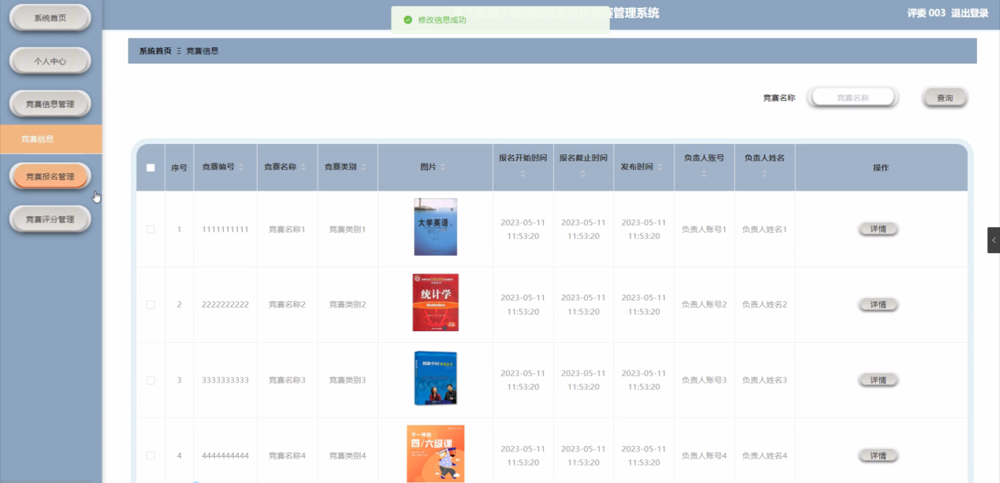 系统首页
个人中心
竞赛信息管理
竞赛信息
竞赛报名管理
竞赛评分管理
修改信息成功
赛管理系统
评委 003 退出登录
系统首页 Ξ 竞赛信息
竞赛名称 竞赛名称 查询
序号 竞赛编号 竞赛名称 竞赛类别 图片 报名开始时间 报名截止时间 发布时间 负责人账号 负责人姓名 操作
1 1111111111 竞赛名称1 竞赛类别1 大学英语 2023-05-11 11:53:20 2023-05-11 11:53:20 2023-05-11 11:53:20 负责人账号1 负责人姓名1 详情
2 2222222222 竞赛名称2 竞赛类别2 统计学 Statistics 2023-05-11 11:53:20 2023-05-11 11:53:20 2023-05-11 11:53:20 负责人账号2 负责人姓名2 详情
3 3333333333 竞赛名称3 竞赛类别3 创新中国 2023-05-11 11:53:20 2023-05-11 11:53:20 2023-05-11 11:53:20 负责人账号3 负责人姓名3 详情
4 4444444444 竞赛名称4 竞赛类别4 不一样的 四/六级课 2023-05-11 11:53:20 2023-05-11 11:53:20 2023-05-11 11:53:20 负责人账号4 负责人姓名4 详情